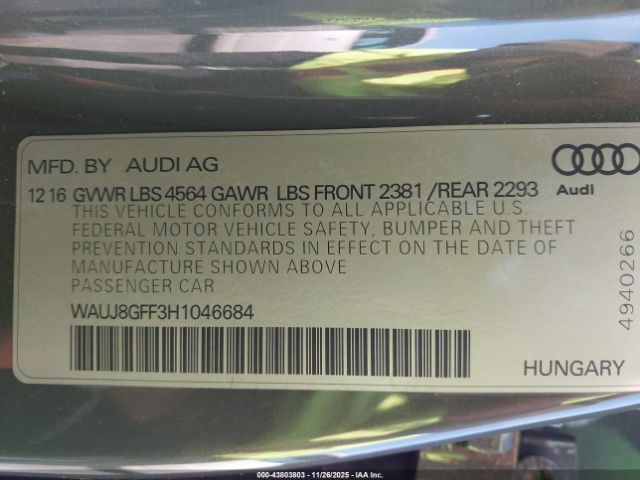 MFD. BY AUDI AG
Audi
12 16 GVWR LBS 4564 GAWR LBS FRONT 2381 /REAR 2293
THIS VEHICLE CONFORMS TO ALL APPLICABLE U.S.
FEDERAL MOTOR VEHICLE SAFETY, BUMPER AND THEFT
PREVENTION STANDARDS IN EFFECT ON THE DATE OF
MANUFACTURE SHOWN ABOVE
PASSENGER CAR
WAUJ8GFF3H1046684
HUNGARY
4940266
000-43803803 - 11/26/2025 - IAA Inc.